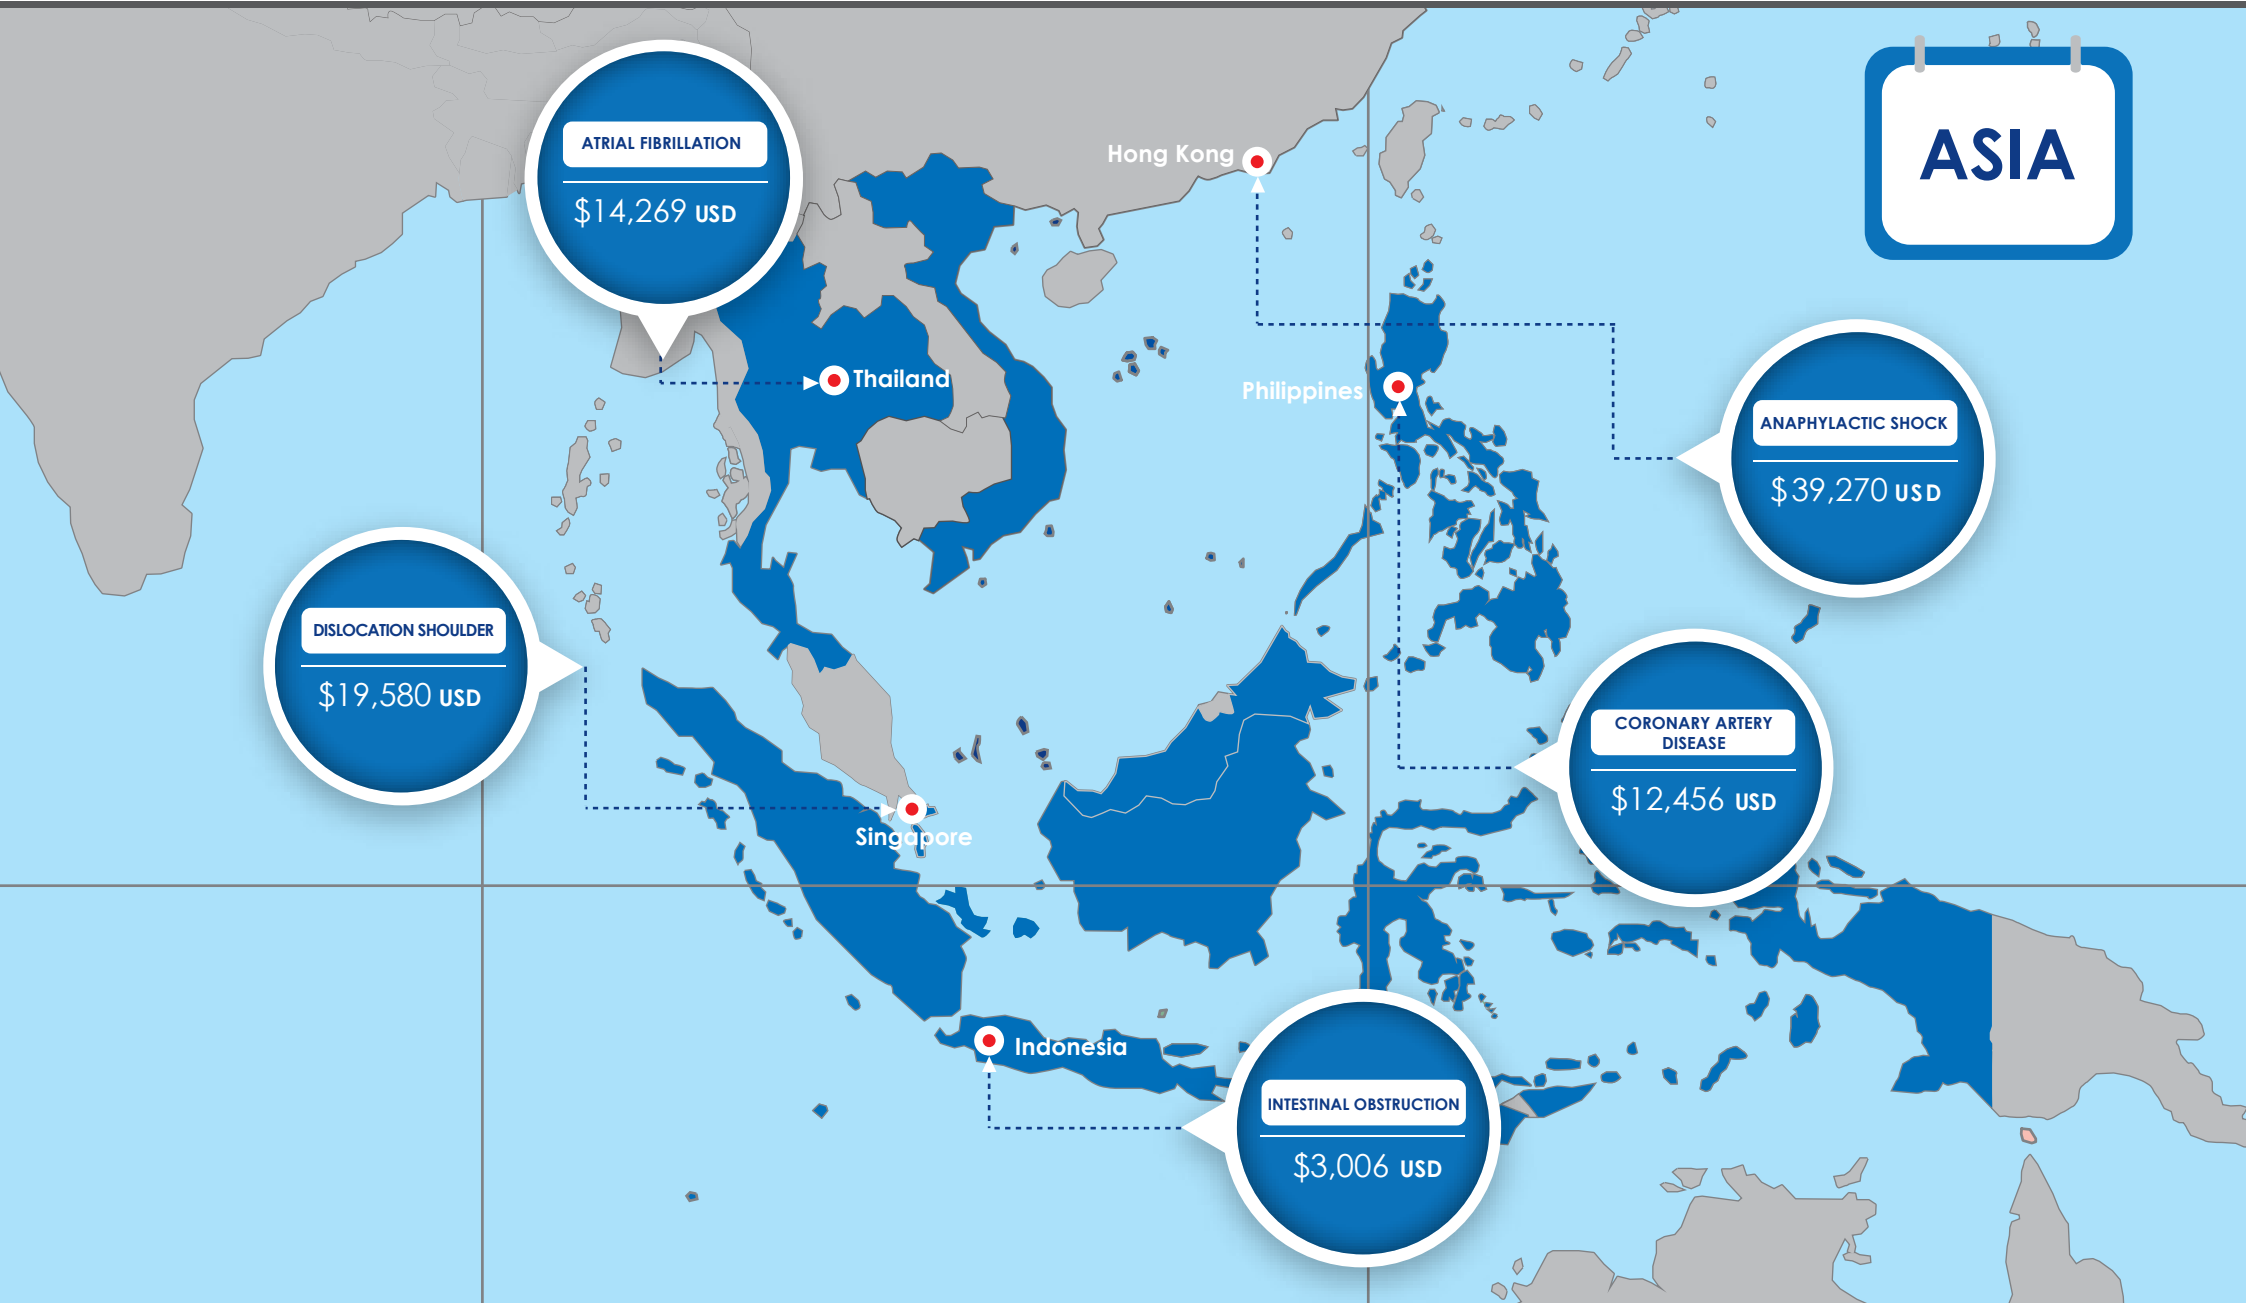 ASIA
ATRIAL FIBRILLATION
$14,269 USD
Hong Kong
Thailand
Philippines
ANAPHYLACTIC SHOCK
$39,270 USD
DISLOCATION SHOULDER
$19,580 USD
CORONARY ARTERY
DISEASE
$12,456 USD
Singapore
Indonesia
INTESTINAL OBSTRUCTION
$3,006 USD